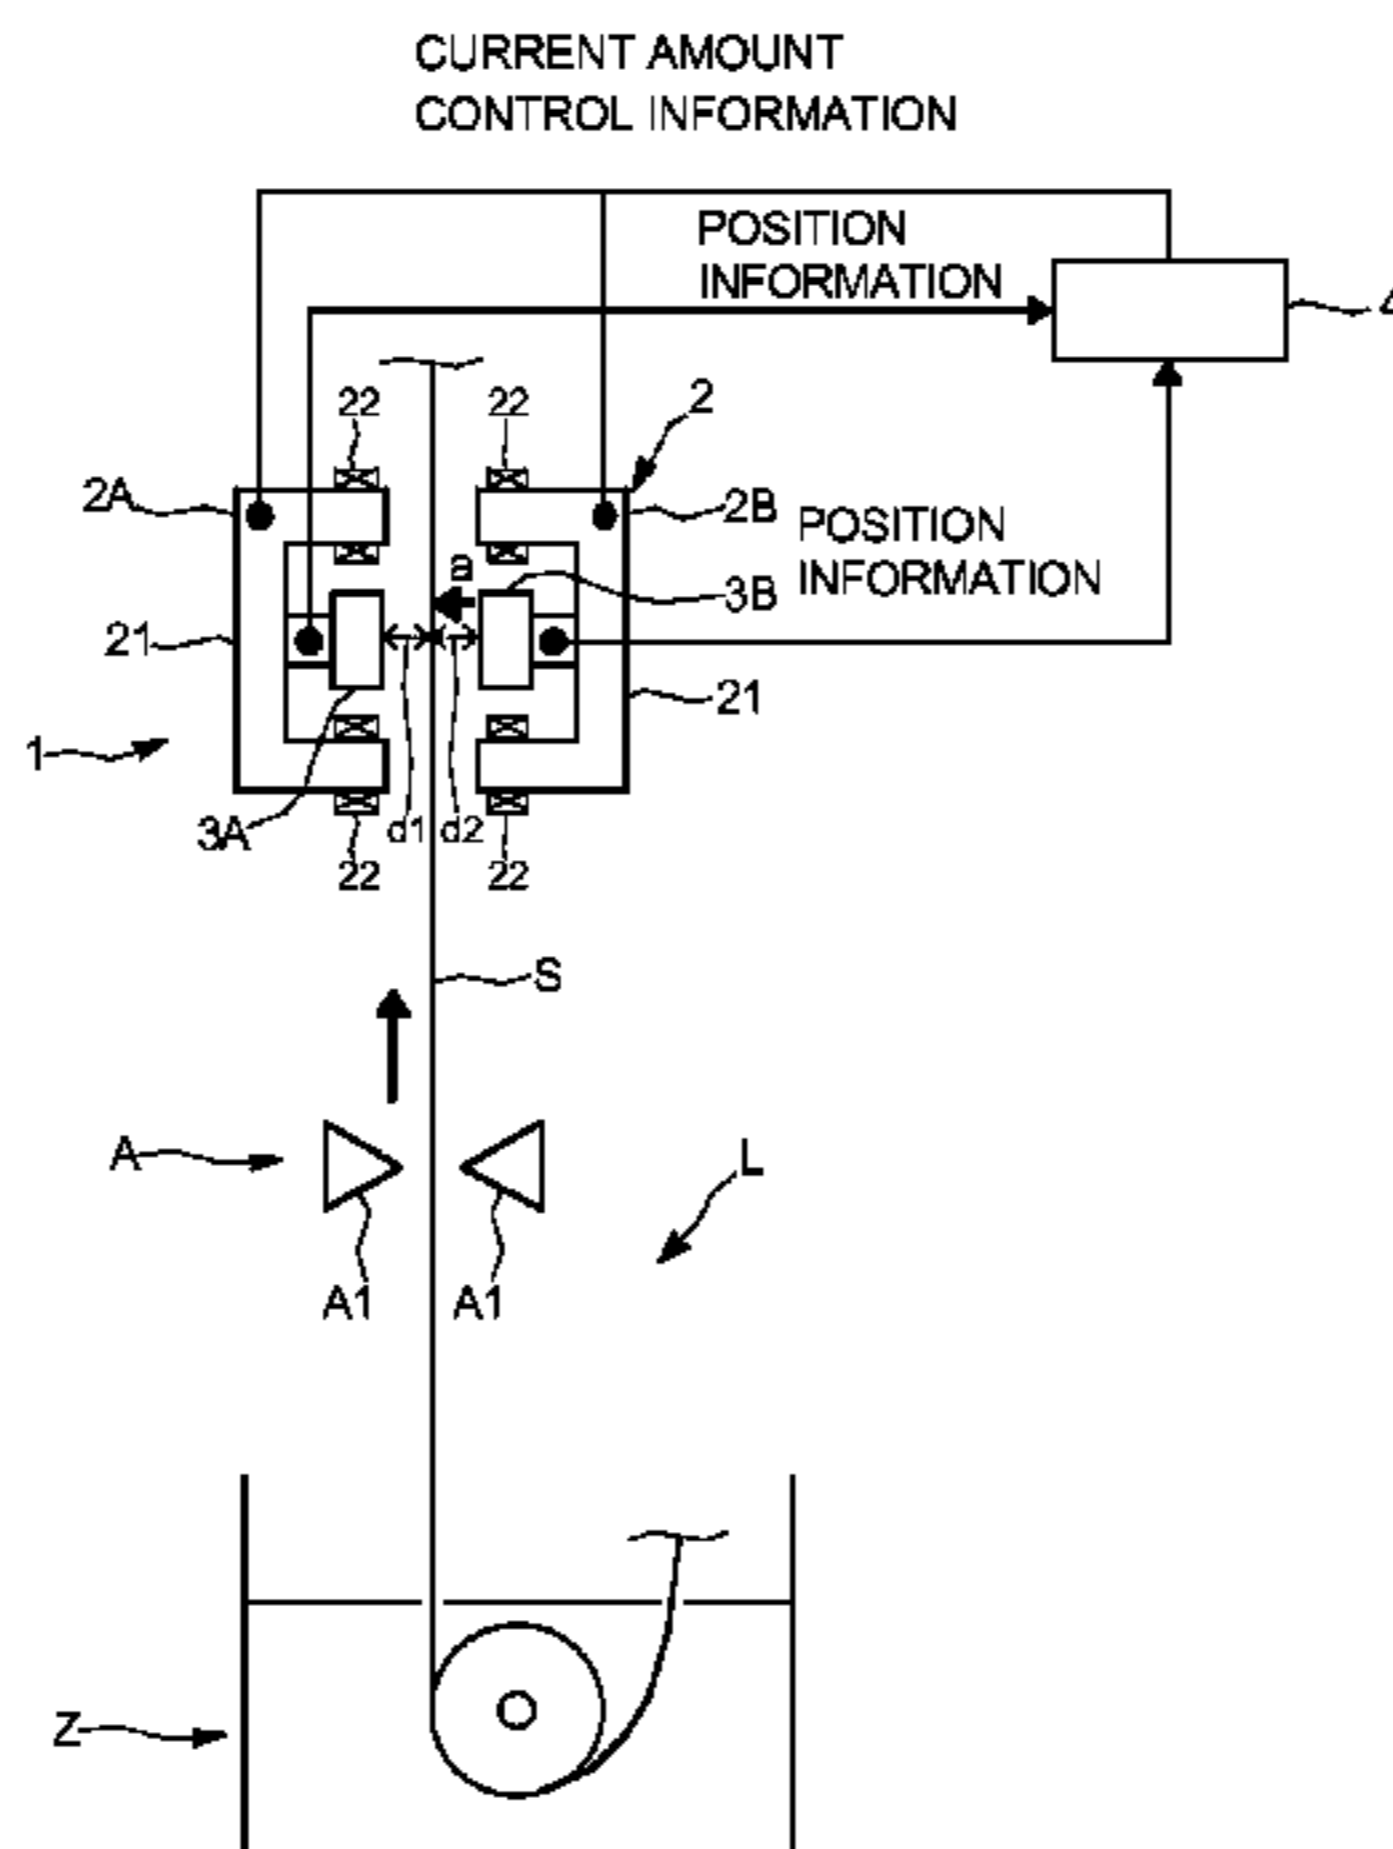 CURRENT AMOUNT
CONTROL INFORMATION
POSITION
INFORMATION
4
22
22
2
2A
2B
POSITION
INFORMATION
a
3B
21
21
1
3A
d1
d2
22
22
S
A
L
A1
A1
Z